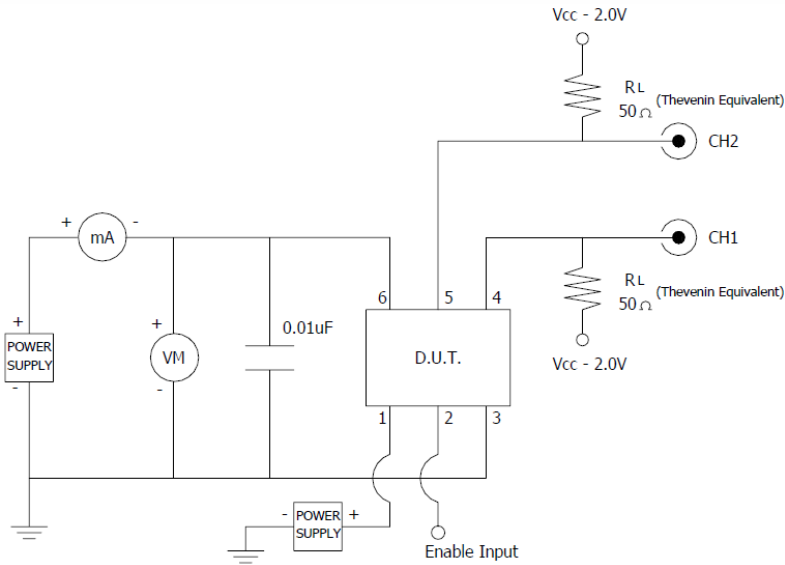 Vcc - 2.0V
RL
50Ω
(Thevenin Equivalent)
CH2
+
mA
-
CH1
RL
50Ω
(Thevenin Equivalent)
6
5
4
+
POWER
SUPPLY
-
+
VM
-
0.01uF
D.U.T.
Vcc - 2.0V
1
2
3
-
POWER
SUPPLY
+
Enable Input